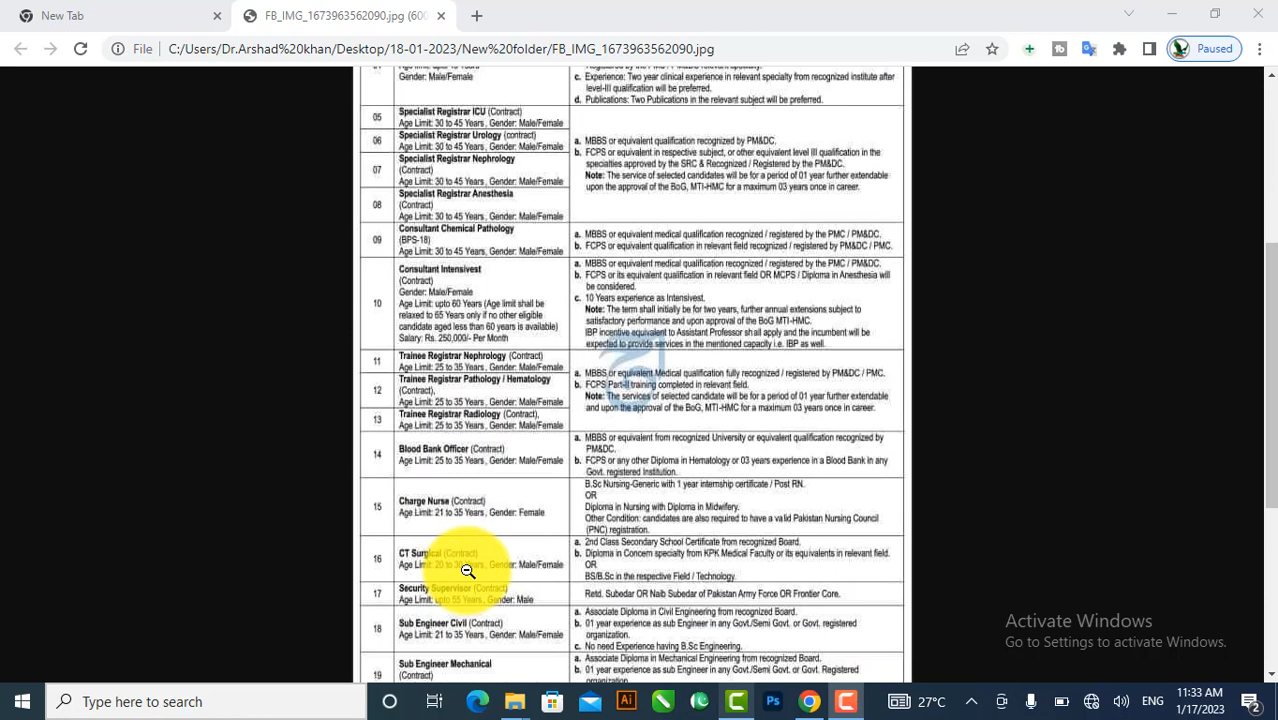 New Tab
FB_IMG_1673963562090.jpg (600
File
C:/Users/Dr.Arshad%20khan/Desktop/18-01-2023/New%20folder/FB_IMG_1673963562090.jpg
Paused
Gender: Male/Female
c. Experience: Two year clinical experience in relevant specialty from recognized institute after
level-III qualification will be preferred.
d. Publications: Two Publications in the relevant subject will be preferred.
05
Specialist Registrar ICU (Contract)
Age Limit: 30 to 45 Years, Gender: Male/Female
06
Specialist Registrar Urology (contract)
Age Limit: 30 to 45 Years, Gender: Male/Female
07
Specialist Registrar Nephrology
(Contract)
Age Limit: 30 to 45 Years, Gender: Male/Female
08
Specialist Registrar Anesthesia
(Contract)
Age Limit: 30 to 45 Years, Gender: Male/Female
a. MBBS or equivalent qualification recognized by PM&DC.
b. FCPS or equivalent in respective subject, or other equivalent level III qualification in the
specialties approved by the SRC & Recognized / Registered by the PM&DC.
Note: The service of selected candidates will be for a period of 01 year further extendable
upon the approval of the BoG, MTI-HMC for a maximum 03 years once in career.
09
Consultant Chemical Pathology
(BPS-18)
Age Limit: 30 to 45 Years, Gender: Male/Female
a. MBBS or equivalent medical qualification recognized / registered by the PMC / PM&DC.
b. FCPS or equivalent qualification in relevant field recognized / registered by PM&DC / PMC.
10
Consultant Intensivest
(Contract)
Gender: Male/Female
Age Limit: upto 60 Years (Age limit shall be
relaxed to 65 Years only if no other eligible
candidate aged less than 60 years is available)
Salary: Rs. 250,000/- Per Month
a. MBBS or equivalent medical qualification recognized / registered by the PMC / PM&DC.
b. FCPS or its equivalent qualification in relevant field OR MCPS / Diploma in Anesthesia will
be considered.
c. 10 Years experience as Intensivest.
Note: The term shall initially be for two years, further annual extensions subject to
satisfactory performance and upon approval of the BoG MTI-HMC.
IBP incentive equivalent to Assistant Professor shall apply and the incumbent will be
expected to provide services in the mentioned capacity i.e. IBP as well.
11
Trainee Registrar Nephrology (Contract)
Age Limit: 25 to 35 Years, Gender: Male/Female
12
Trainee Registrar Pathology / Hematology
(Contract),
Age Limit: 25 to 35 Years, Gender: Male/Female
13
Trainee Registrar Radiology (Contract),
Age Limit: 25 to 35 Years, Gender: Male/Female
a. MBBS or equivalent Medical qualification fully recognized / registered by PM&DC / PMC.
b. FCPS Part-II training completed in relevant field.
Note: The services of selected candidate will be for a period of 01 year further extendable
and upon the approval of the BoG, MTI-HMC for a maximum 03 years once in career.
14
Blood Bank Officer (Contract)
Age Limit: 25 to 35 Years, Gender: Male/Female
a. MBBS or equivalent from recognized University or equivalent qualification recognized by
PM&DC.
b. FCPS or any other Diploma in Hematology or 03 years experience in a Blood Bank in any
Govt. registered Institution.
15
Charge Nurse (Contract)
Age Limit: 21 to 35 Years, Gender: Female
B.Sc Nursing-Generic with 1 year internship certificate / Post RN.
OR
Diploma in Nursing with Diploma in Midwifery.
Other Condition: candidates are also required to have a valid Pakistan Nursing Council
(PNC) registration.
16
CT Surgical (Contract)
Age Limit: 20 to 30 years, Gender: Male/Female
a. 2nd Class Secondary School Certificate from recognized Board.
b. Diploma in Concern specialty from KPK Medical Faculty or its equivalents in relevant field.
OR
BS/B.Sc in the respective Field / Technology.
17
Security Supervisor (Contract)
Age Limit: upto 55 Years, Gender: Male
Retd. Subedar OR Naib Subedar of Pakistan Army Force OR Frontier Core.
18
Sub Engineer Civil (Contract)
Age Limit: 21 to 35 Years, Gender: Male/Female
a. Associate Diploma in Civil Engineering from recognized Board.
b. 01 year experience as sub Engineer in any Govt./Semi Govt. or Govt. registered
organization.
c. No need Experience having B.Sc Engineering.
19
Sub Engineer Mechanical
(Contract)
a. Associate Diploma in Mechanical Engineering from recognized Board.
b. 01 year experience as sub Engineer in any Govt./Semi Govt. or Govt. Registered
organization
Activate Windows
Go to Settings to activate Windows.
Type here to search
Ai
Ps
27°C
ENG
11:33 AM
1/17/2023
2